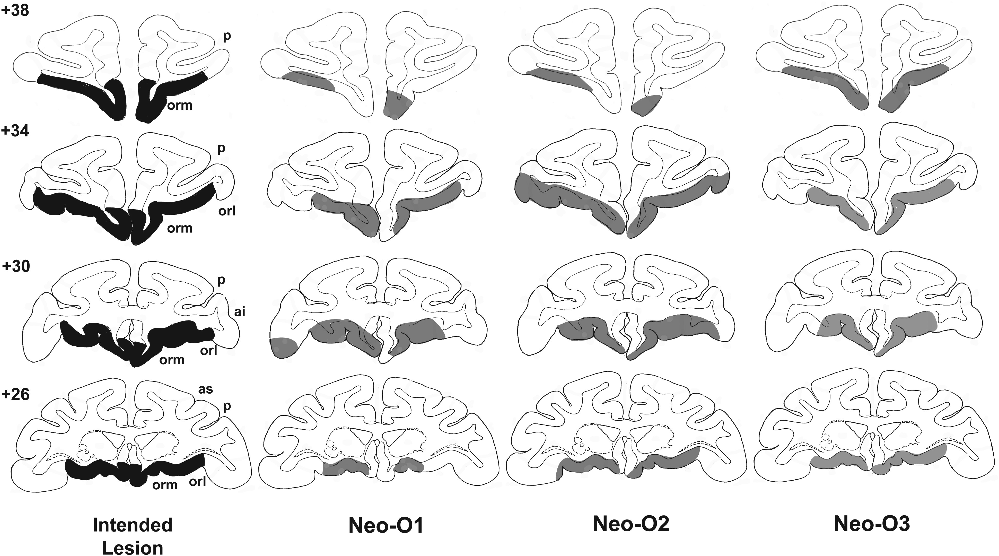 +38
p
orm
+34
p
orl
orm
+30
p
ai
orl
orm
+26
as
p
orl
orm
Intended
Lesion
Neo-O1
Neo-O2
Neo-O3